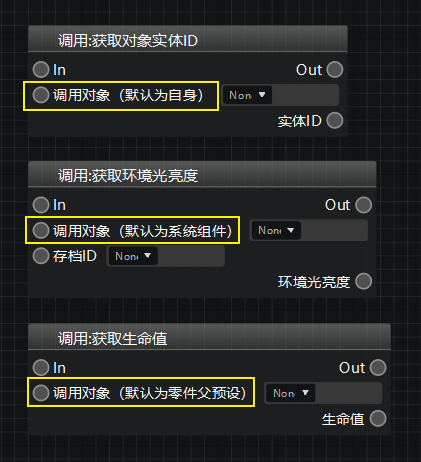 调用:获取对象实体ID
In Out
调用对象（默认为自身） None
实体ID
调用:获取环境光亮度
In Out
调用对象（默认为系统组件） None
存档ID None
环境光亮度
调用:获取生命值
In Out
调用对象（默认为零件父预设） None
生命值